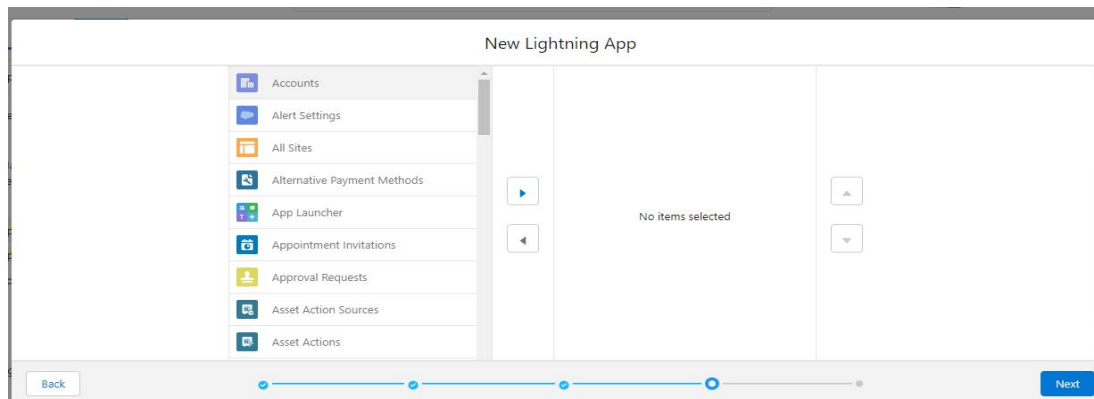 New Lightning App
Accounts
Alert Settings
All Sites
Alternative Payment Methods
App Launcher
Appointment Invitations
Approval Requests
Asset Action Sources
Asset Actions
No items selected
Back
Next